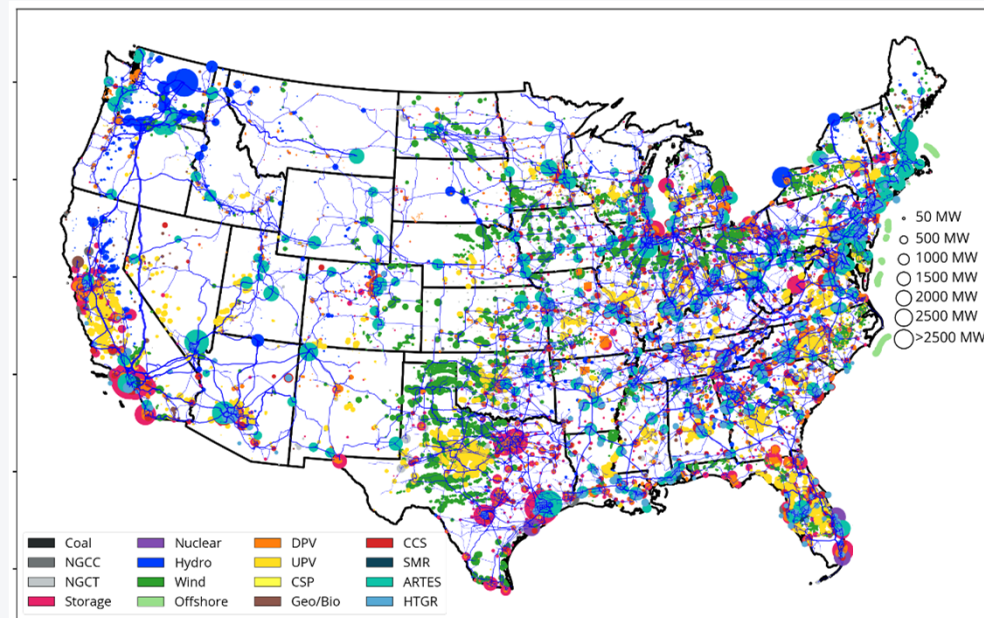 50 MW
500 MW
1000 MW
1500 MW
2000 MW
2500 MW
>2500 MW
Coal Nuclear DPV CCS
NGCC Hydro UPV SMR
NGCT Wind CSP ARTES
Storage Offshore Geo/Bio HTGR